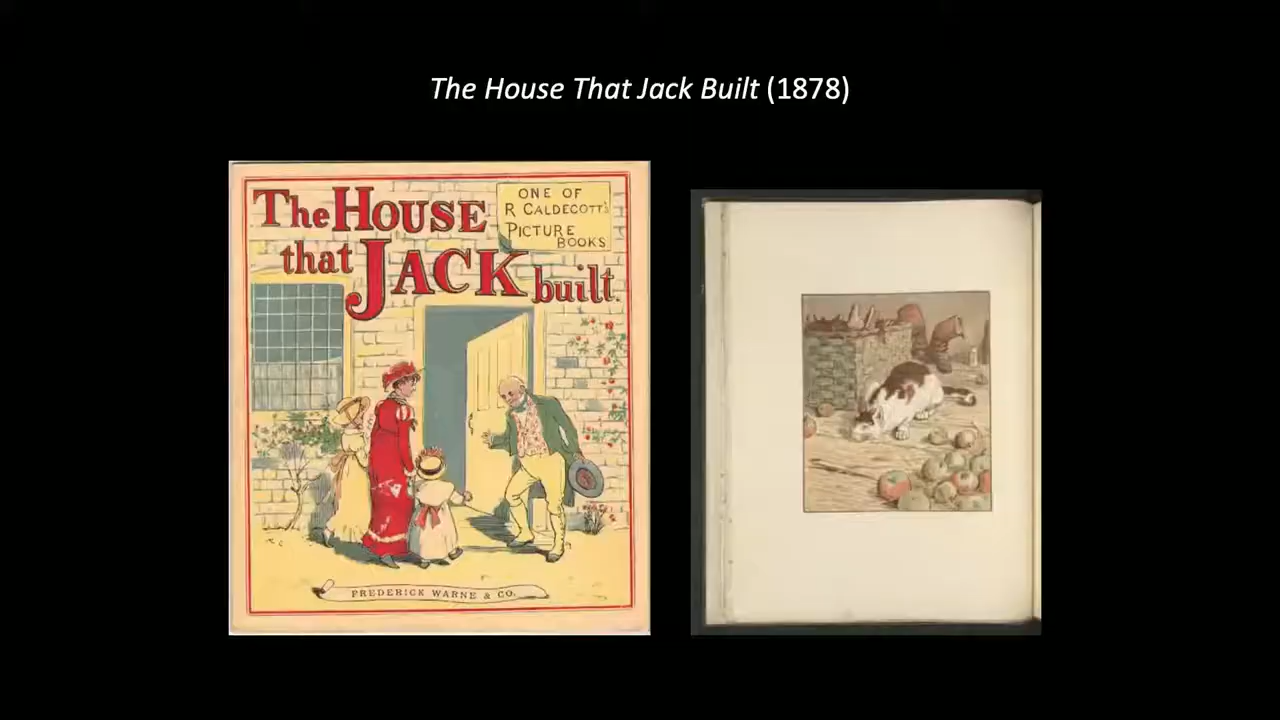 The House That Jack Built (1878)
The HOUSE
that JACK built.
ONE OF
R CALDECOTT'S
PICTURE
BOOKS
FREDERICK WARNE & CO.